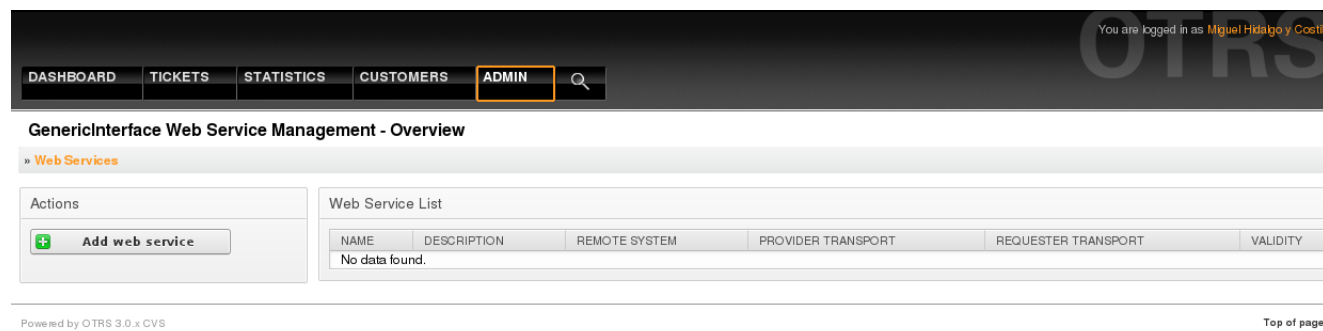 OTRS
You are logged in as Miguel Hidalgo y Costil
DASHBOARD TICKETS STATISTICS CUSTOMERS ADMIN
GenericInterface Web Service Management - Overview
» Web Services
Actions
Add web service
Web Service List
NAME DESCRIPTION REMOTE SYSTEM PROVIDER TRANSPORT REQUESTER TRANSPORT VALIDITY
No data found.
Powered by OTRS 3.0.x CVS
Top of page